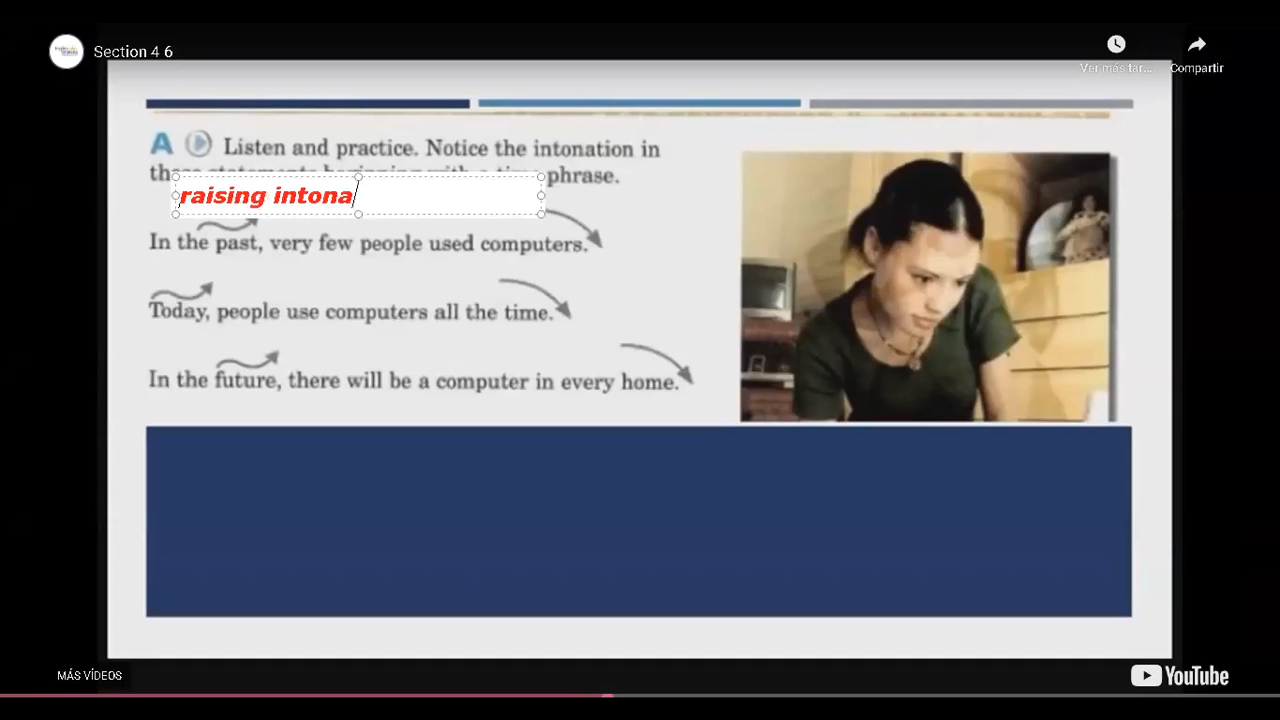 Section 4 6
Ver más tar...
Compartir
A Listen and practice. Notice the intonation in
phrase.
raising intona
In the past, very few people used computers.
Today, people use computers all the time.
In the future, there will be a computer in every home.
MÁS VÍDEOS
YouTube